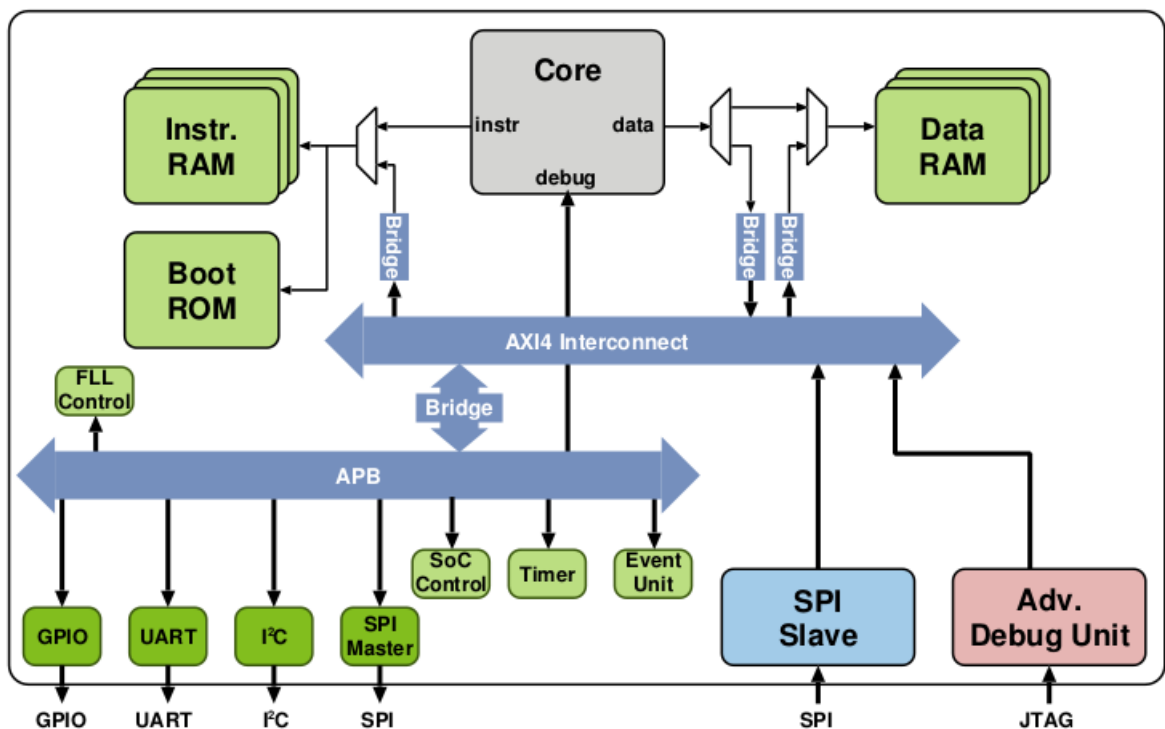 Core
instr
data
debug
Instr.
RAM
Data
RAM
Boot
ROM
Bridge
Bridge
Bridge
AXI4 Interconnect
FLL
Control
Bridge
APB
SoC
Control
Timer
Event
Unit
GPIO
UART
I²C
SPI
Master
SPI
Slave
Adv.
Debug Unit
GPIO
UART
I²C
SPI
SPI
JTAG